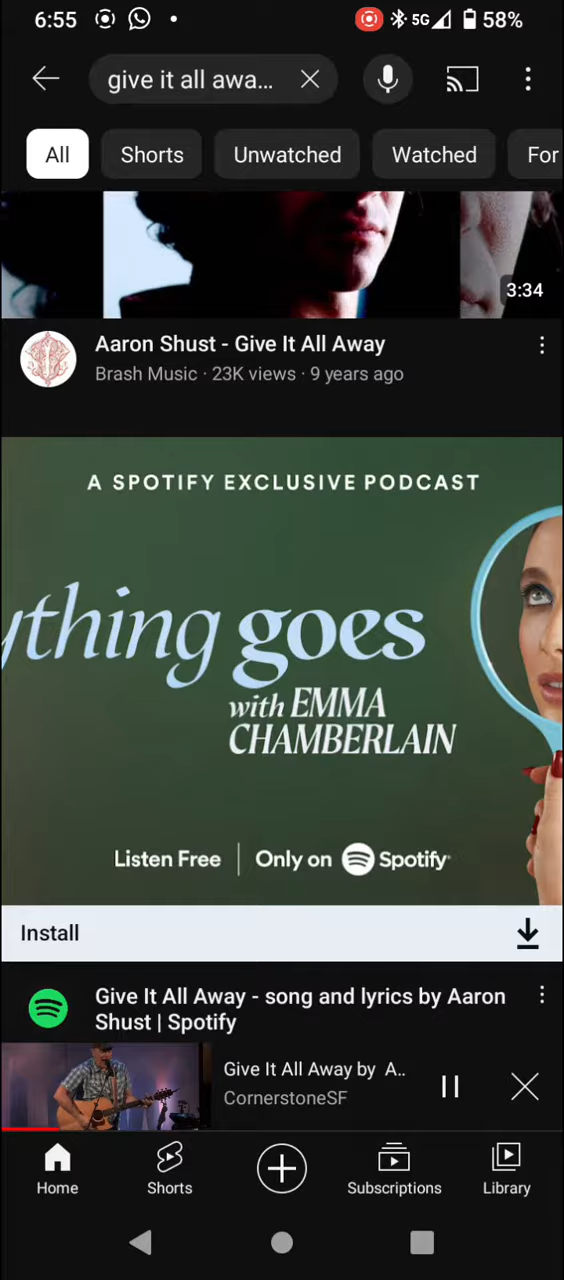 6:55
5G
58%
give it all awa...
All
Shorts
Unwatched
Watched
For
3:34
Aaron Shust - Give It All Away
Brash Music · 23K views · 9 years ago
A SPOTIFY EXCLUSIVE PODCAST
ything goes
with EMMA
CHAMBERLAIN
Listen Free | Only on Spotify
Install
Give It All Away - song and lyrics by Aaron
Shust | Spotify
Give It All Away by A..
CornerstoneSF
Home
Shorts
Subscriptions
Library